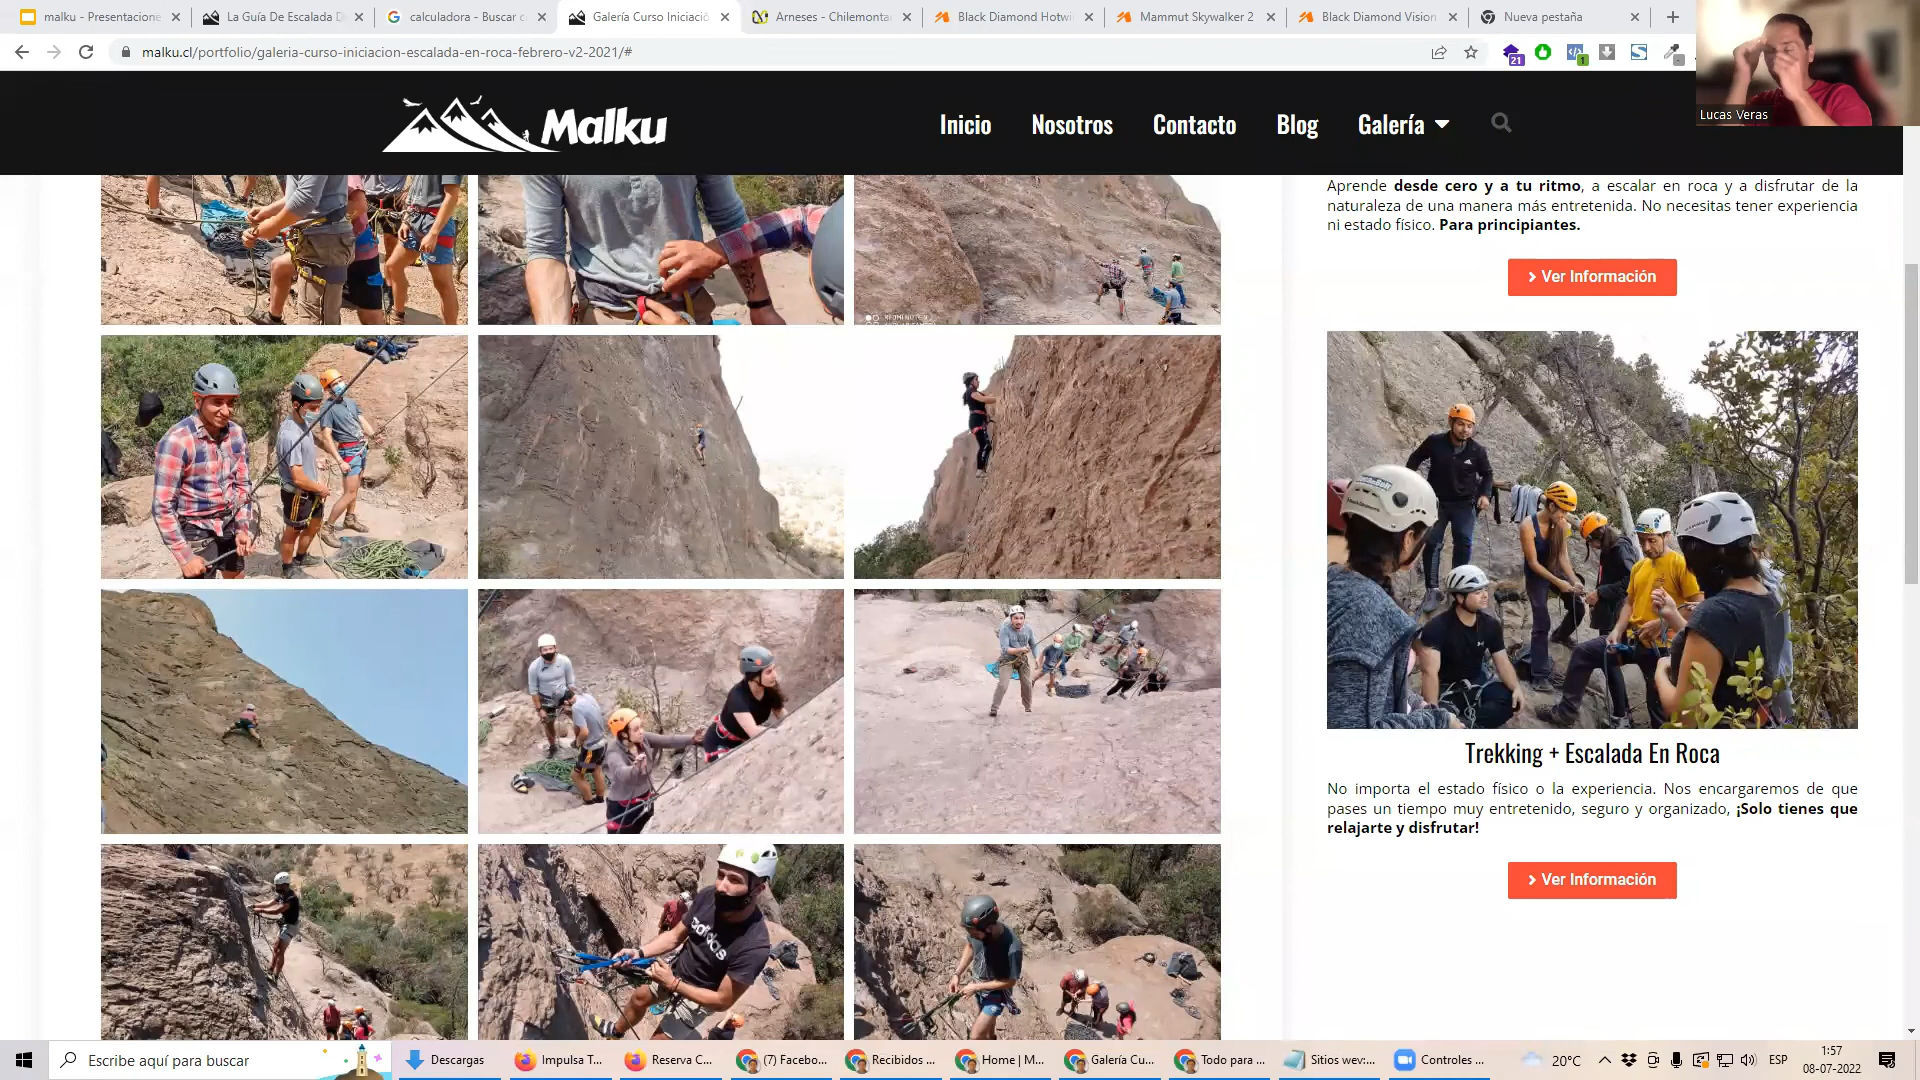 malku - Presentacione
La Guía De Escalada D
calculadora - Buscar c
Galería Curso Iniciació
Arneses - Chilemonta
Black Diamond Hotwi
Mammut Skywalker 2
Black Diamond Vision
Nueva pestaña
malku.cl/portfolio/galeria-curso-iniciacion-escalada-en-roca-febrero-v2-2021/#
21
1
Lucas Veras
Malku
Inicio
Nosotros
Contacto
Blog
Galería
Aprende desde cero y a tu ritmo, a escalar en roca y a disfrutar de la
naturaleza de una manera más entretenida. No necesitas tener experiencia
ni estado físico. Para principiantes.
Ver Información
adidas
Trekking + Escalada En Roca
No importa el estado físico o la experiencia. Nos encargaremos de que
pases un tiempo muy entretenido, seguro y organizado, ¡Solo tienes que
relajarte y disfrutar!
Ver Información
Escribe aquí para buscar
Descargas
Impulsa T...
Reserva C...
(7) Facebo...
Recibidos ...
Home | M...
Galería Cu...
Todo para ...
Sitios wev:...
Controles ...
20°C
ESP
1:57
08-07-2022